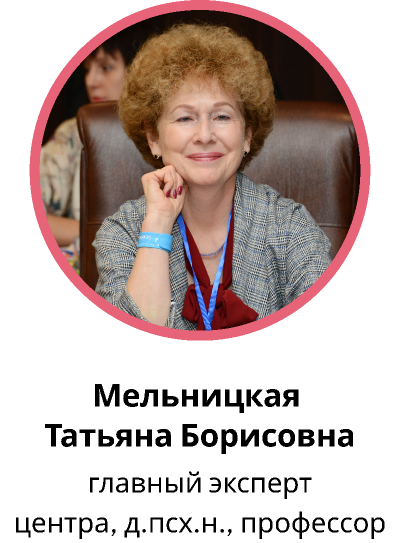 Мельницкая
Татьяна Борисовна
главный эксперт
центра, д.псх.н., профессор